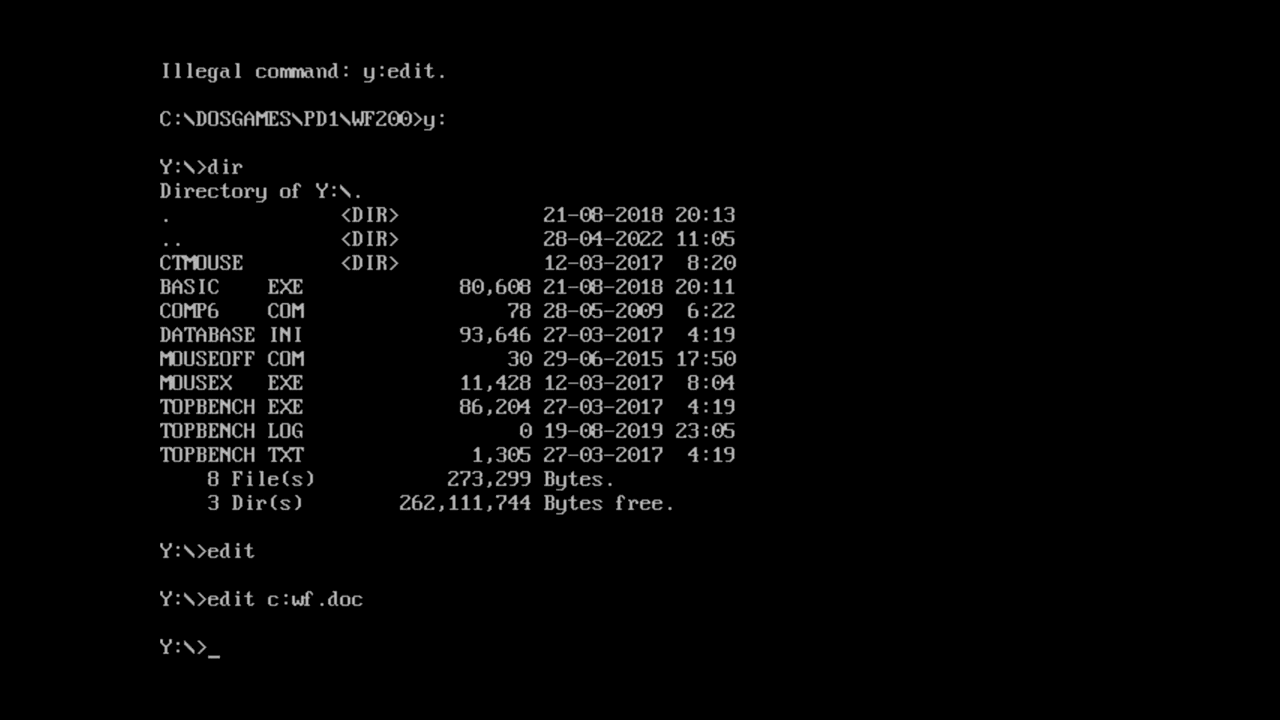 Illegal command: y:edit.
C:\DOSGAMES\PD1\WF200>y:
Y:\>dir
Directory of Y:\.
. <DIR> 21-08-2018 20:13
.. <DIR> 28-04-2022 11:05
CTMOUSE <DIR> 12-03-2017 8:20
BASIC EXE 80,608 21-08-2018 20:11
COMP6 COM 78 28-05-2009 6:22
DATABASE INI 93,646 27-03-2017 4:19
MOUSEOFF COM 30 29-06-2015 17:50
MOUSEX EXE 11,428 12-03-2017 8:04
TOPBENCH EXE 86,204 27-03-2017 4:19
TOPBENCH LOG 0 19-08-2019 23:05
TOPBENCH TXT 1,305 27-03-2017 4:19
8 File(s) 273,299 Bytes.
3 Dir(s) 262,111,744 Bytes free.
Y:\>edit
Y:\>edit c:wf.doc
Y:\>_